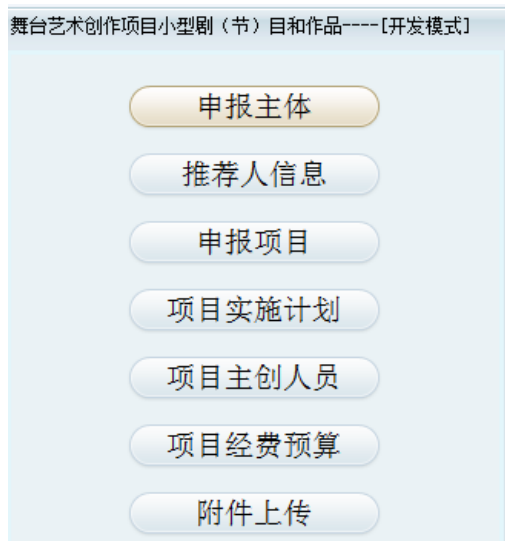 舞台艺术创作项目小型剧（节）目和作品----[开发模式]
申报主体
推荐人信息
申报项目
项目实施计划
项目主创人员
项目经费预算
附件上传